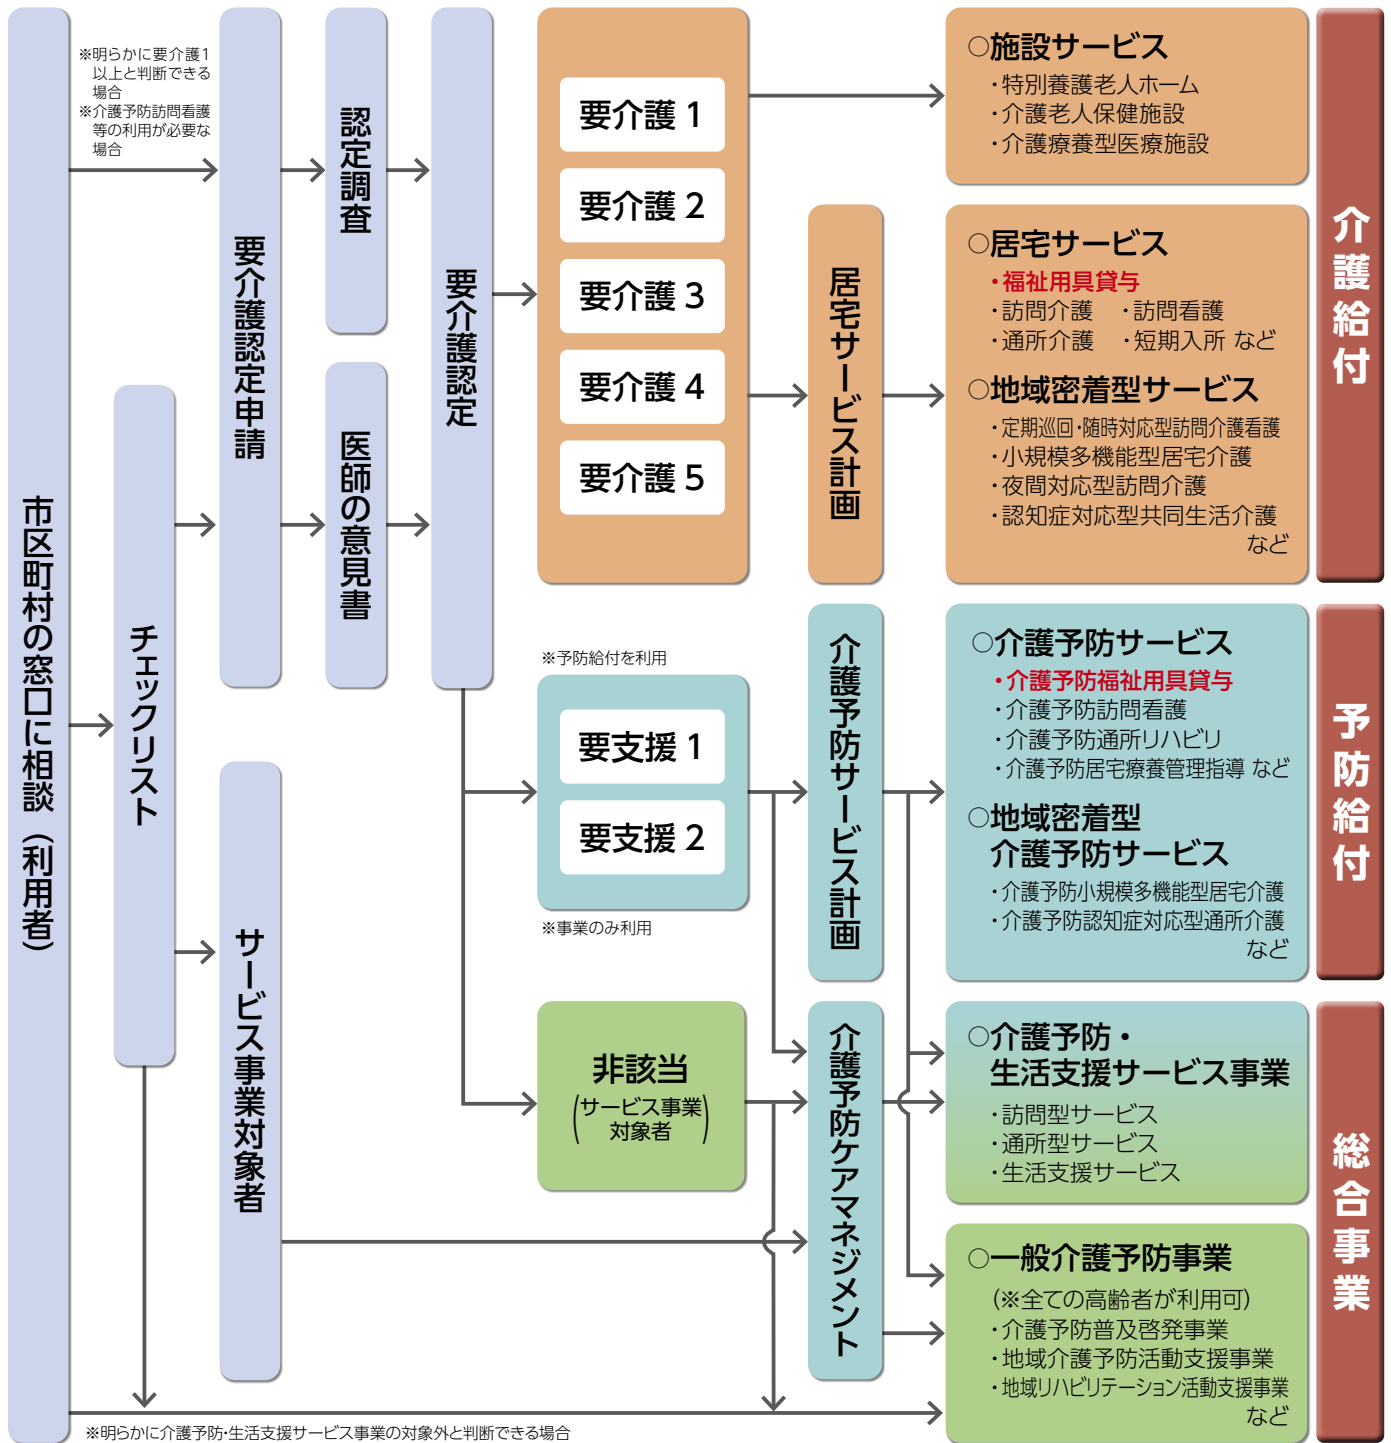 市区町村の窓口に相談（利用者）
※明らかに要介護1
以上と判断できる
場合
※介護予防訪問看護
等の利用が必要な
場合
チェックリスト
要介護認定申請
サービス事業対象者
認定調査
医師の意見書
要介護認定
要介護 1
要介護 2
要介護 3
要介護 4
要介護 5
※予防給付を利用
要支援 1
要支援 2
※事業のみ利用
非該当
(サービス事業
対象者)
居宅サービス計画
介護予防サービス計画
介護予防ケアマネジメント
○施設サービス
・特別養護老人ホーム
・介護老人保健施設
・介護療養型医療施設
○居宅サービス
・福祉用具貸与
・訪問介護 ・訪問看護
・通所介護 ・短期入所 など
○地域密着型サービス
・定期巡回・随時対応型訪問介護看護
・小規模多機能型居宅介護
・夜間対応型訪問介護
・認知症対応型共同生活介護
など
介護給付
○介護予防サービス
・介護予防福祉用具貸与
・介護予防訪問看護
・介護予防通所リハビリ
・介護予防居宅療養管理指導 など
○地域密着型
介護予防サービス
・介護予防小規模多機能型居宅介護
・介護予防認知症対応型通所介護
など
予防給付
○介護予防・
生活支援サービス事業
・訪問型サービス
・通所型サービス
・生活支援サービス
○一般介護予防事業
(※全ての高齢者が利用可)
・介護予防普及啓発事業
・地域介護予防活動支援事業
・地域リハビリテーション活動支援事業
など
総合事業
※明らかに介護予防・生活支援サービス事業の対象外と判断できる場合